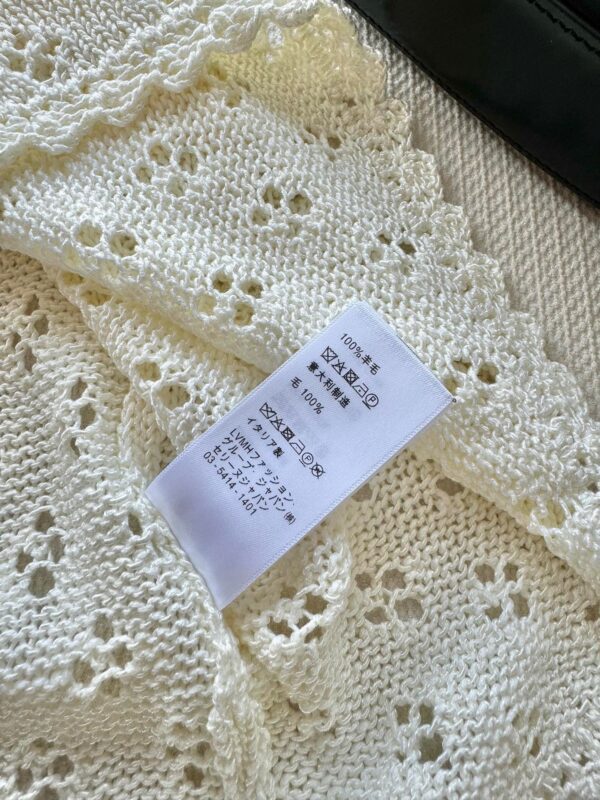 100%羊毛
意大利制造
毛 100%
イタリア製
LVMHファッション
グループ・ジャパン(株)
セリーヌジャパン
03-5414-1401